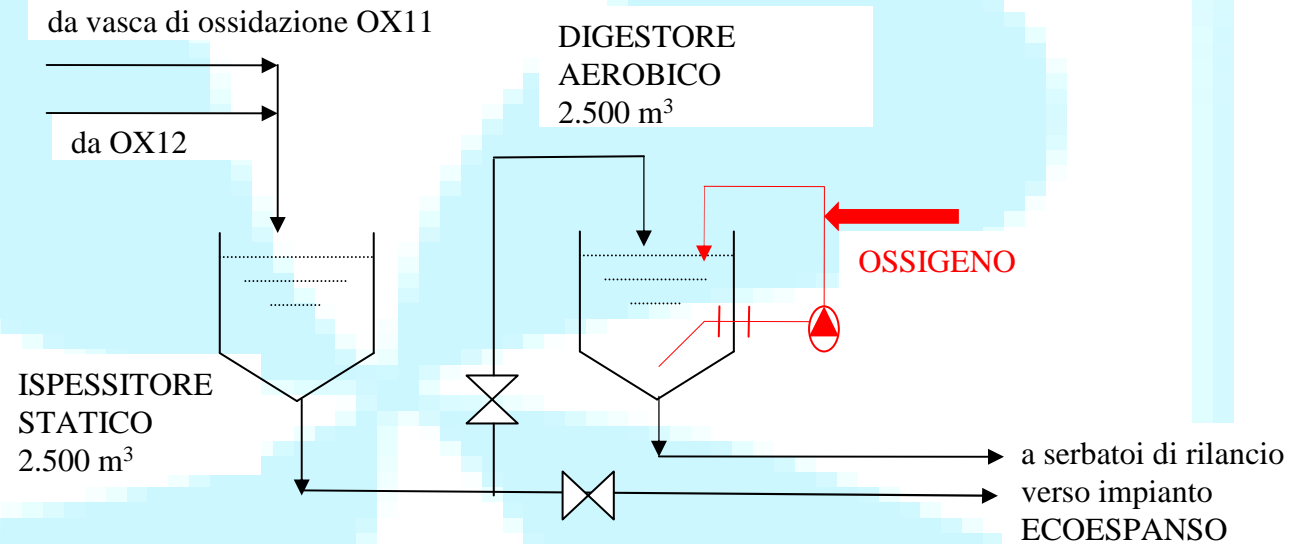 da vasca di ossidazione OX11
da OX12
DIGESTORE
AEROBICO
2.500 m³
OSSIGENO
ISPESSITORE
STATICO
2.500 m³
a serbatoi di rilancio
verso impianto
ECOESPANSO